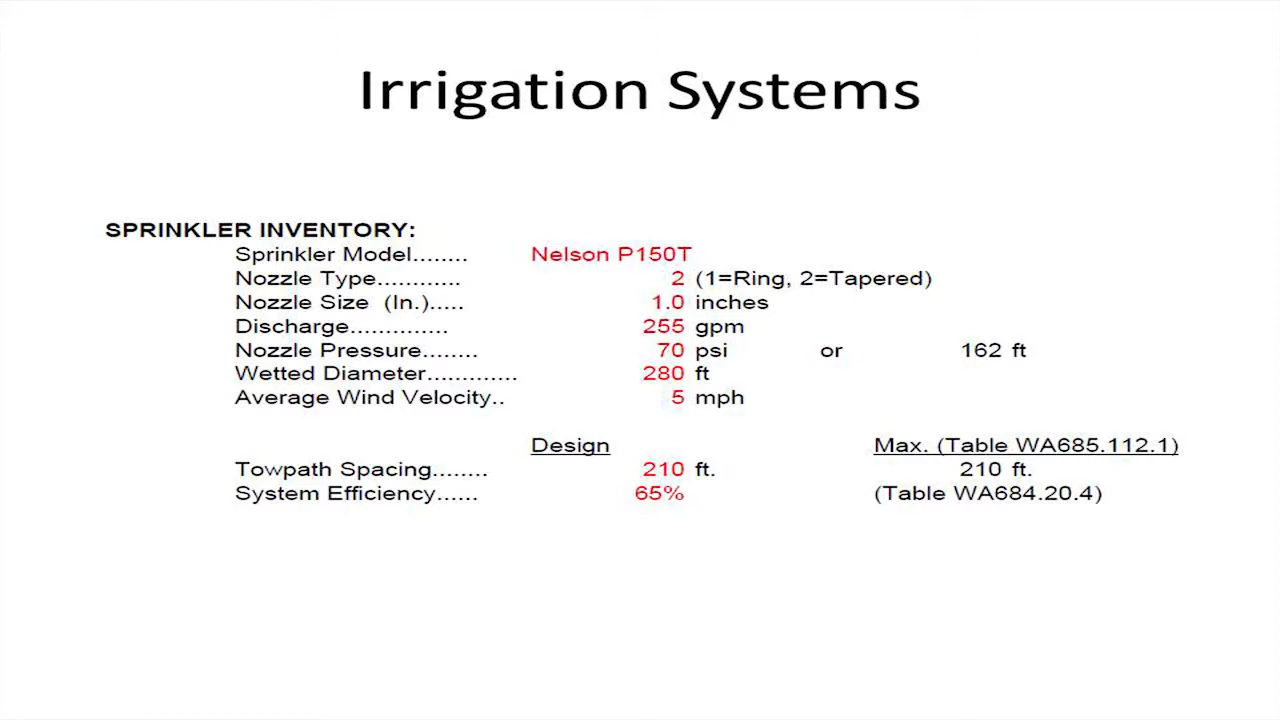 Irrigation Systems
SPRINKLER INVENTORY:
Sprinkler Model........ Nelson P150T
Nozzle Type............ 2 (1=Ring, 2=Tapered)
Nozzle Size (In.)..... 1.0 inches
Discharge.............. 255 gpm
Nozzle Pressure........ 70 psi or 162 ft
Wetted Diameter............. 280 ft
Average Wind Velocity.. 5 mph
Design Max. (Table WA685.112.1)
Towpath Spacing........ 210 ft. 210 ft.
System Efficiency...... 65% (Table WA684.20.4)